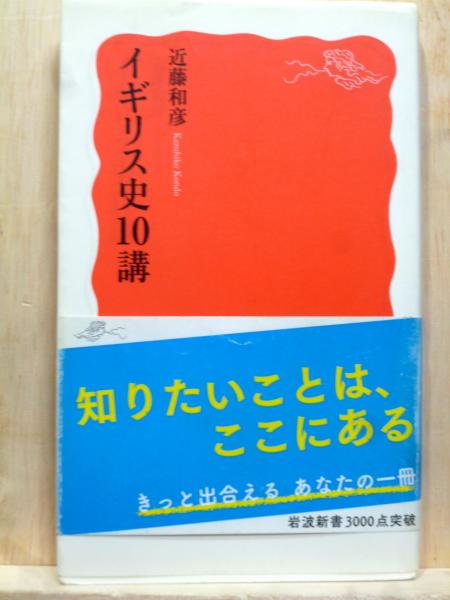 近藤和彦 Kazuhiko Kondo
イギリス史10講
知りたいことは、
ここにある
きっと出合える あなたの一冊
岩波新書3000点突破